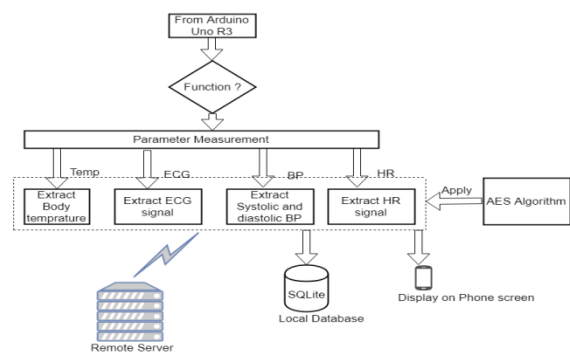 From Arduino
Uno R3
Function ?
Parameter Measurement
Temp
ECG
BP
HR
Extract
Body
temprature
Extract ECG
signal
Extract
Systolic and
diastolic BP
Extract HR
signal
Apply
AES Algorithm
SQLite
Local Database
Display on Phone screen
Remote Server